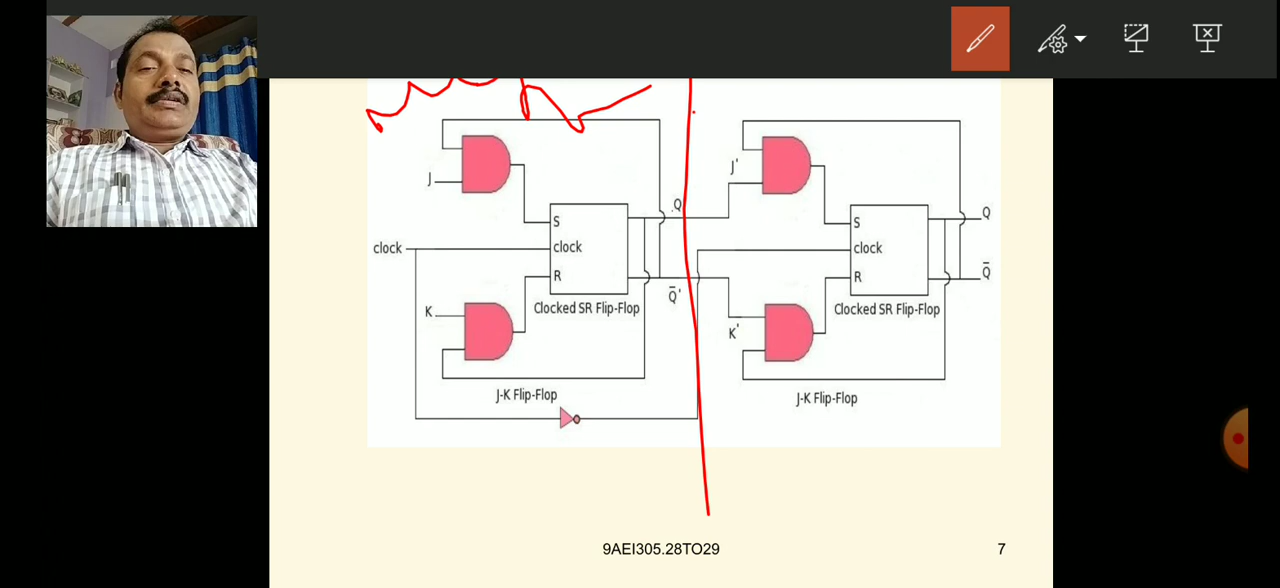 J
clock
K
S
clock
R
Clocked SR Flip-Flop
Q
Q̅'
J-K Flip-Flop
J'
K'
S
clock
R
Clocked SR Flip-Flop
Q
Q̅
J-K Flip-Flop
9AEI305.28TO29
7